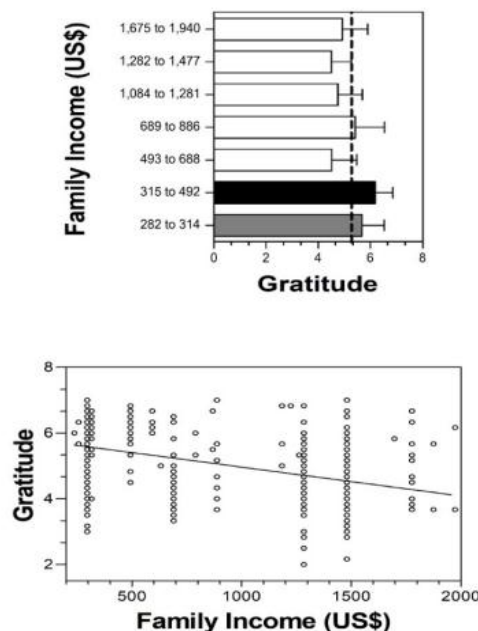 Family Income (US$)
1,675 to 1,940
1,282 to 1,477
1,084 to 1,281
689 to 886
493 to 688
315 to 492
282 to 314
0 2 4 6 8
Gratitude
Gratitude
8
6
4
2
500 1000 1500 2000
Family Income (US$)